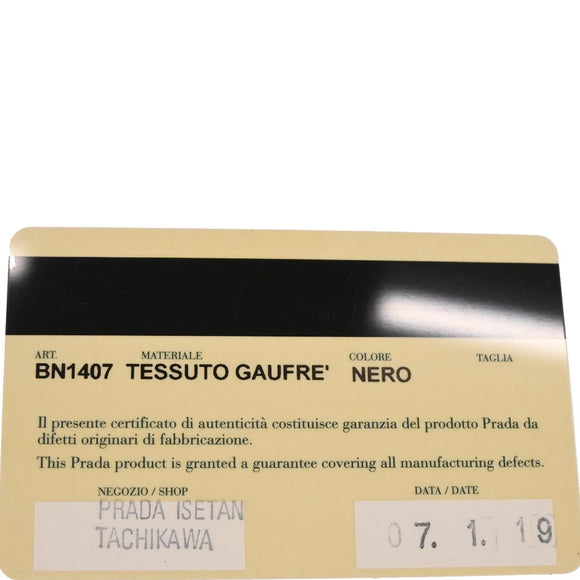 ART. MATERIALE COLORE TAGLIA
BN1407 TESSUTO GAUFRE' NERO
Il presente certificato di autenticità costituisce garanzia del prodotto Prada da
difetti originari di fabbricazione.
This Prada product is granted a guarantee covering all manufacturing defects.
NEGOZIO / SHOP DATA / DATE
PRADA ISETAN
TACHIKAWA
07. 1. 19